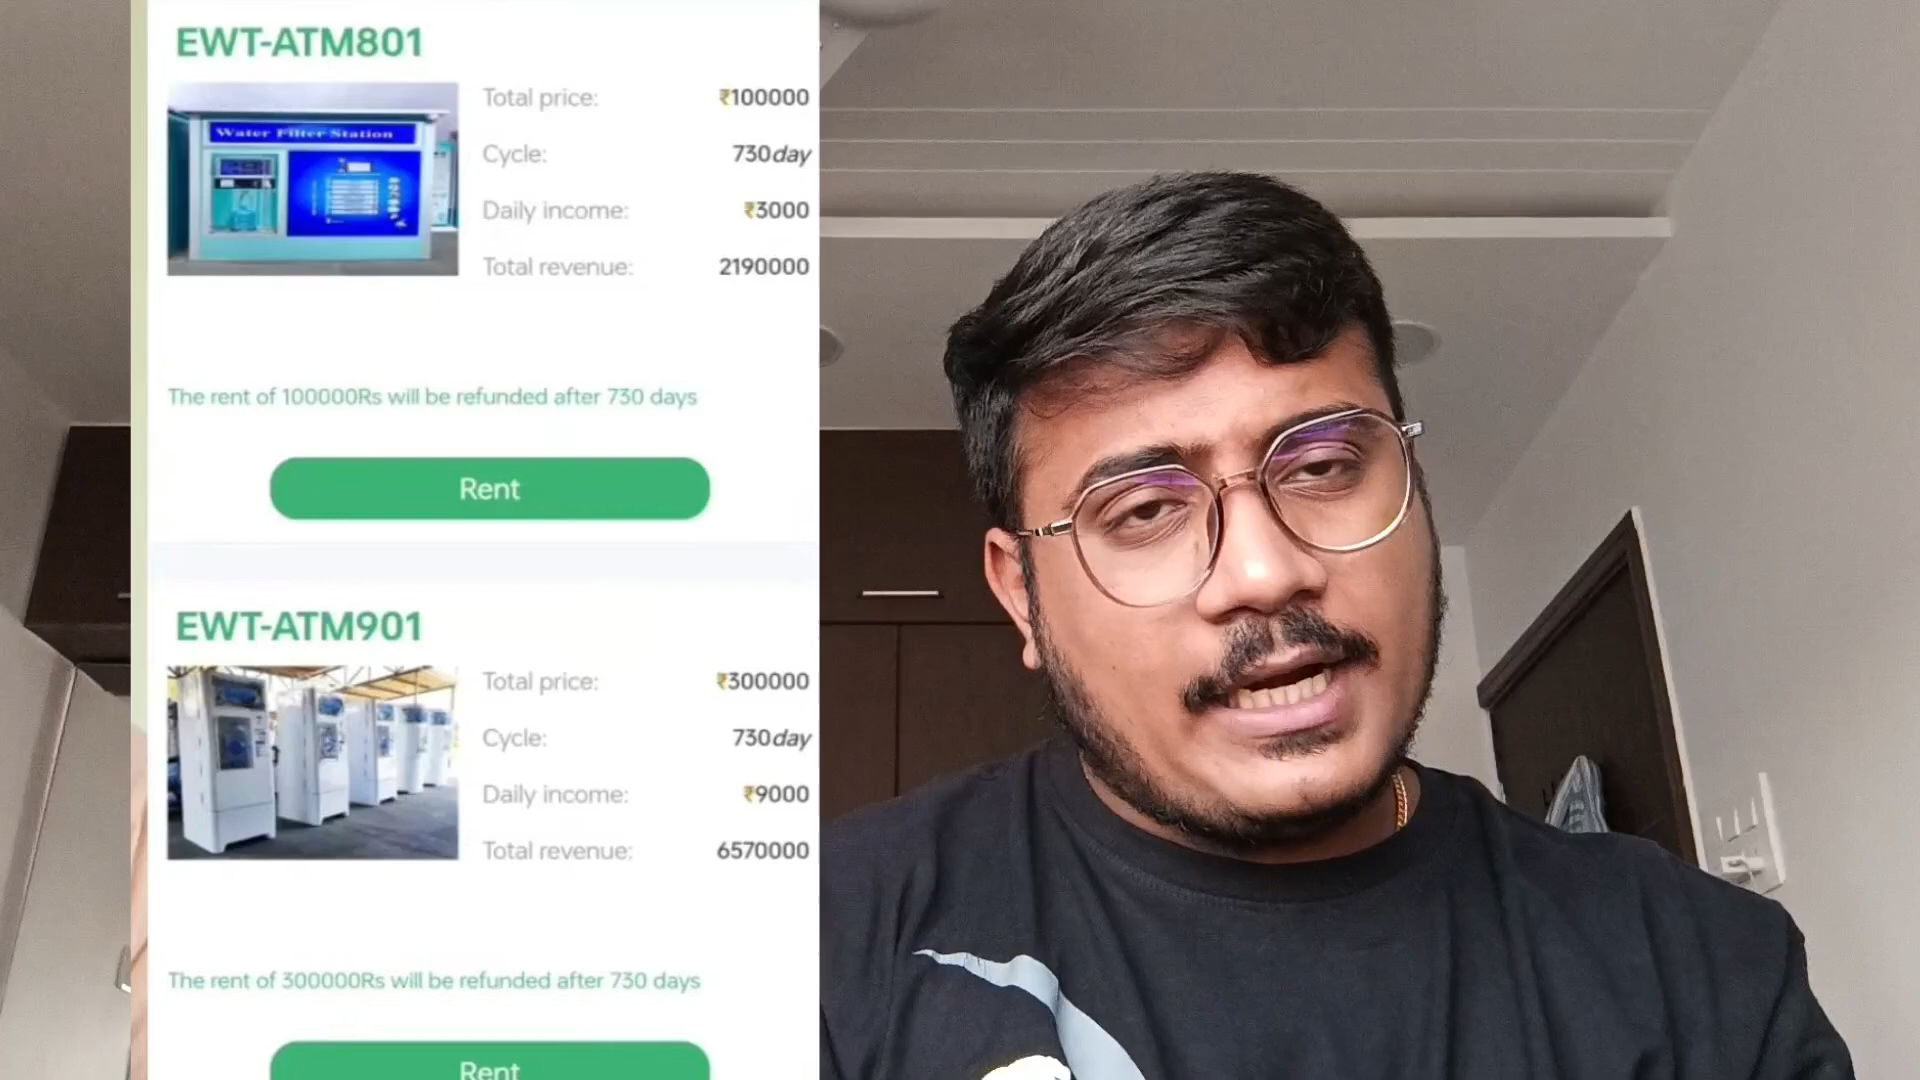 EWT-ATM801
Water Filter Station
Total price: ₹100000
Cycle: 730day
Daily income: ₹3000
Total revenue: 2190000
The rent of 100000Rs will be refunded after 730 days
Rent
EWT-ATM901
Total price: ₹300000
Cycle: 730day
Daily income: ₹9000
Total revenue: 6570000
The rent of 300000Rs will be refunded after 730 days
Rent